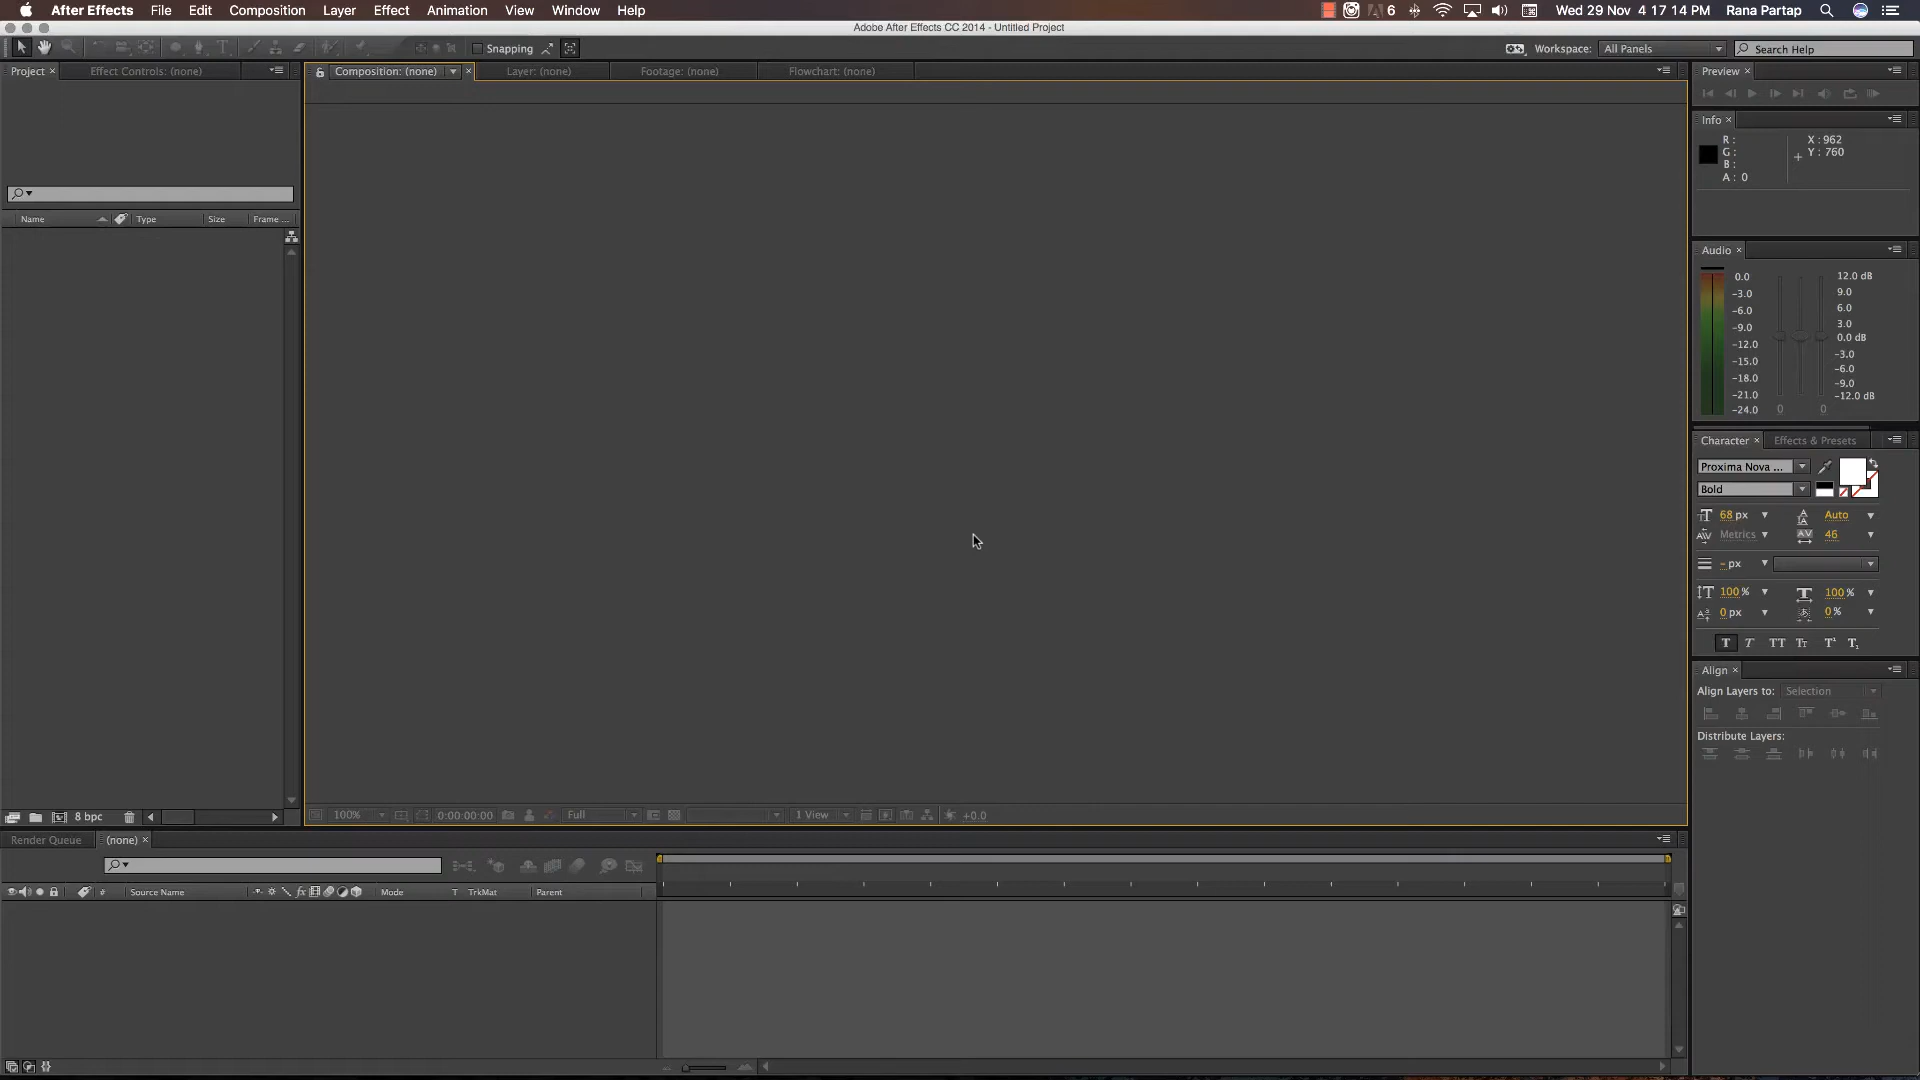 After Effects File Edit Composition Layer Effect Animation View Window Help 6 Wed 29 Nov 4 17 14 PM Rana Partap
Adobe After Effects CC 2014 - Untitled Project
Snapping Workspace: All Panels Search Help
Project Effect Controls: (none) Composition: (none) Layer: (none) Footage: (none) Flowchart: (none) Preview
Info
R :
G :
B :
A : 0
X : 962
Y : 760
Name Type Size Frame ...
Audio
0.0
-3.0
-6.0
-9.0
-12.0
-15.0
-18.0
-21.0
-24.0
12.0 dB
9.0
6.0
3.0
0.0 dB
-3.0
-6.0
-9.0
-12.0 dB
0 0
Character Effects & Presets
Proxima Nova ...
Bold
68 px Auto
Metrics 46
- px
100 % 100 %
0 px 0 %
T T TT Tt T¹ T₁
Align
Align Layers to: Selection
Distribute Layers:
8 bpc 100% 0:00:00:00 Full 1 View +0.0
Render Queue (none)
# Source Name fx Mode T TrkMat Parent